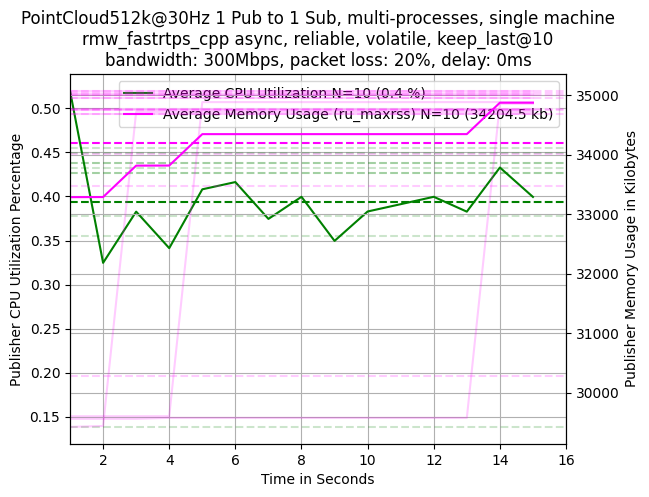 PointCloud512k@30Hz 1 Pub to 1 Sub, multi-processes, single machine
rmw_fastrtps_cpp async, reliable, volatile, keep_last@10
bandwidth: 300Mbps, packet loss: 20%, delay: 0ms
Average CPU Utilization N=10 (0.4 %)
Average Memory Usage (ru_maxrss) N=10 (34204.5 kb)
Publisher CPU Utilization Percentage
0.50
0.45
0.40
0.35
0.30
0.25
0.20
0.15
35000
34000
33000
32000
31000
30000
Publisher Memory Usage in Kilobytes
2 4 6 8 10 12 14 16
Time in Seconds